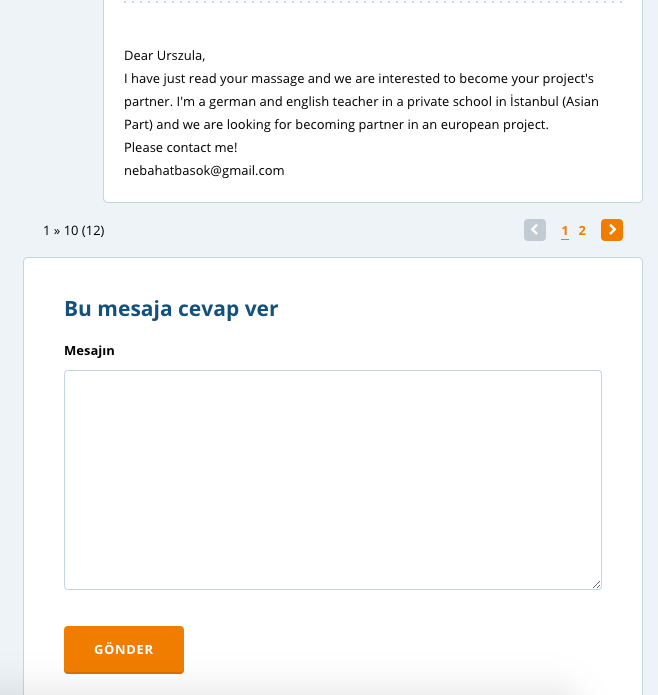 Dear Urszula,
I have just read your massage and we are interested to become your project's
partner. I'm a german and english teacher in a private school in İstanbul (Asian
Part) and we are looking for becoming partner in an european project.
Please contact me!
nebahatbasok@gmail.com
1 » 10 (12)
1 2
Bu mesaja cevap ver
Mesajın
GÖNDER